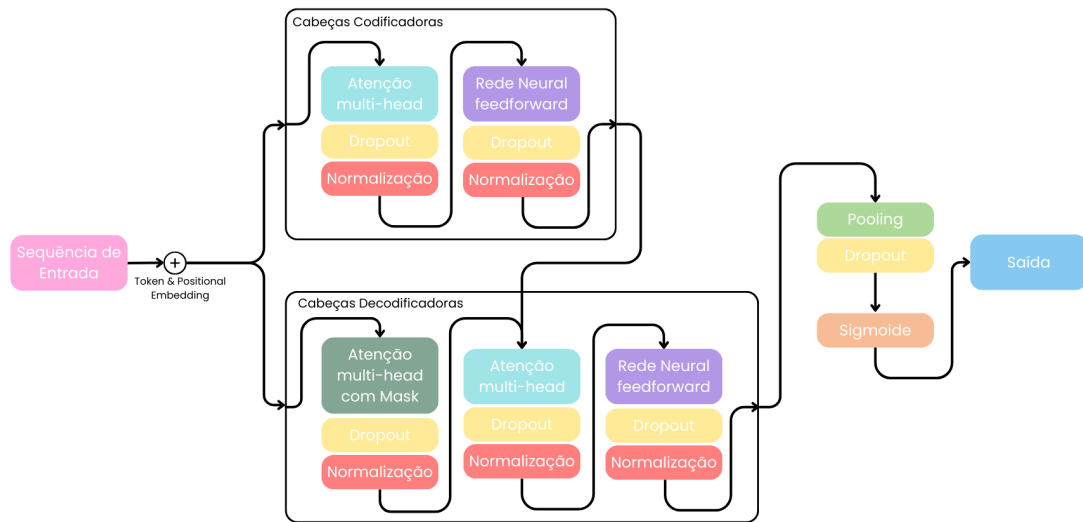 Cabeças Codificadoras
Atenção
multi-head
Dropout
Normalização
Rede Neural
feedforward
Dropout
Normalização
Sequência de
Entrada
+
Token & Positional
Embedding
Cabeças Decodificadoras
Atenção
multi-head
com Mask
Dropout
Normalização
Atenção
multi-head
Dropout
Normalização
Rede Neural
feedforward
Dropout
Normalização
Pooling
Dropout
Sigmoide
Saída